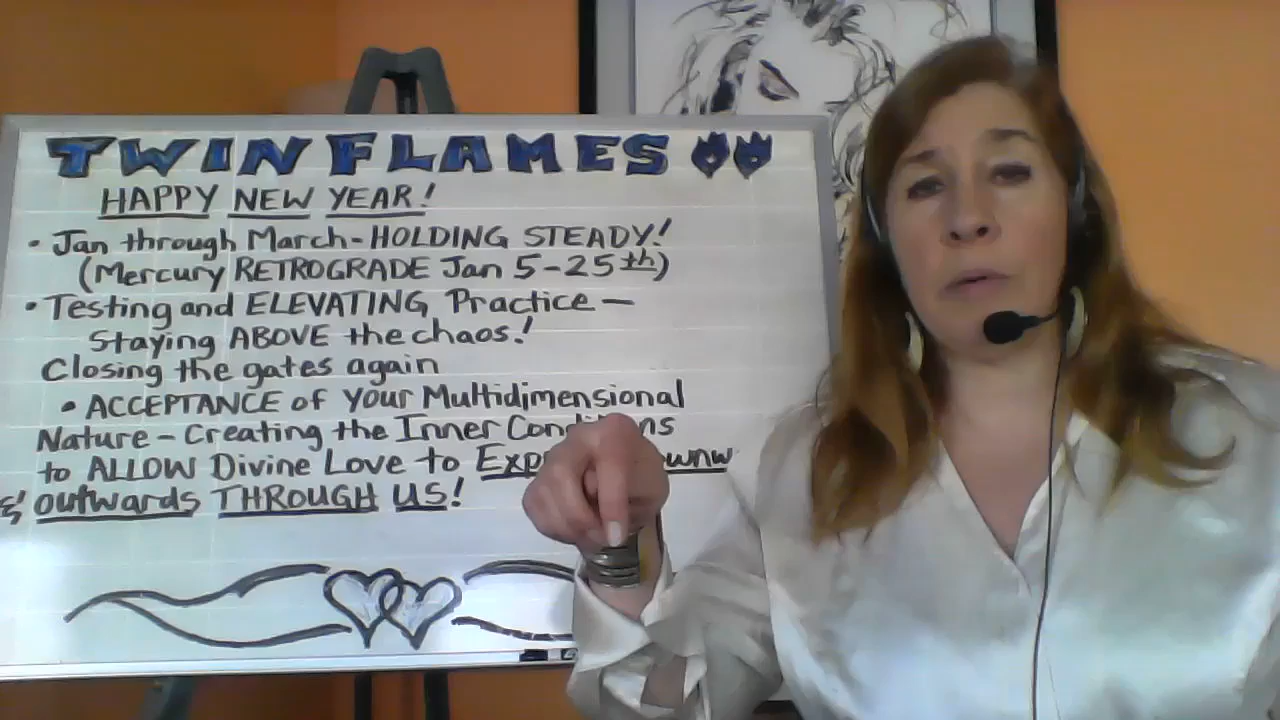 TWIN FLAMES
HAPPY NEW YEAR!
• Jan through March - HOLDING STEADY!
(Mercury RETROGRADE Jan 5-25th)
• Testing and ELEVATING Practice —
Staying ABOVE the chaos!
Closing the gates again
• ACCEPTANCE of your Multidimensional
Nature - Creating the Inner
to ALLOW Divine Love to
& outwards THROUGH US!